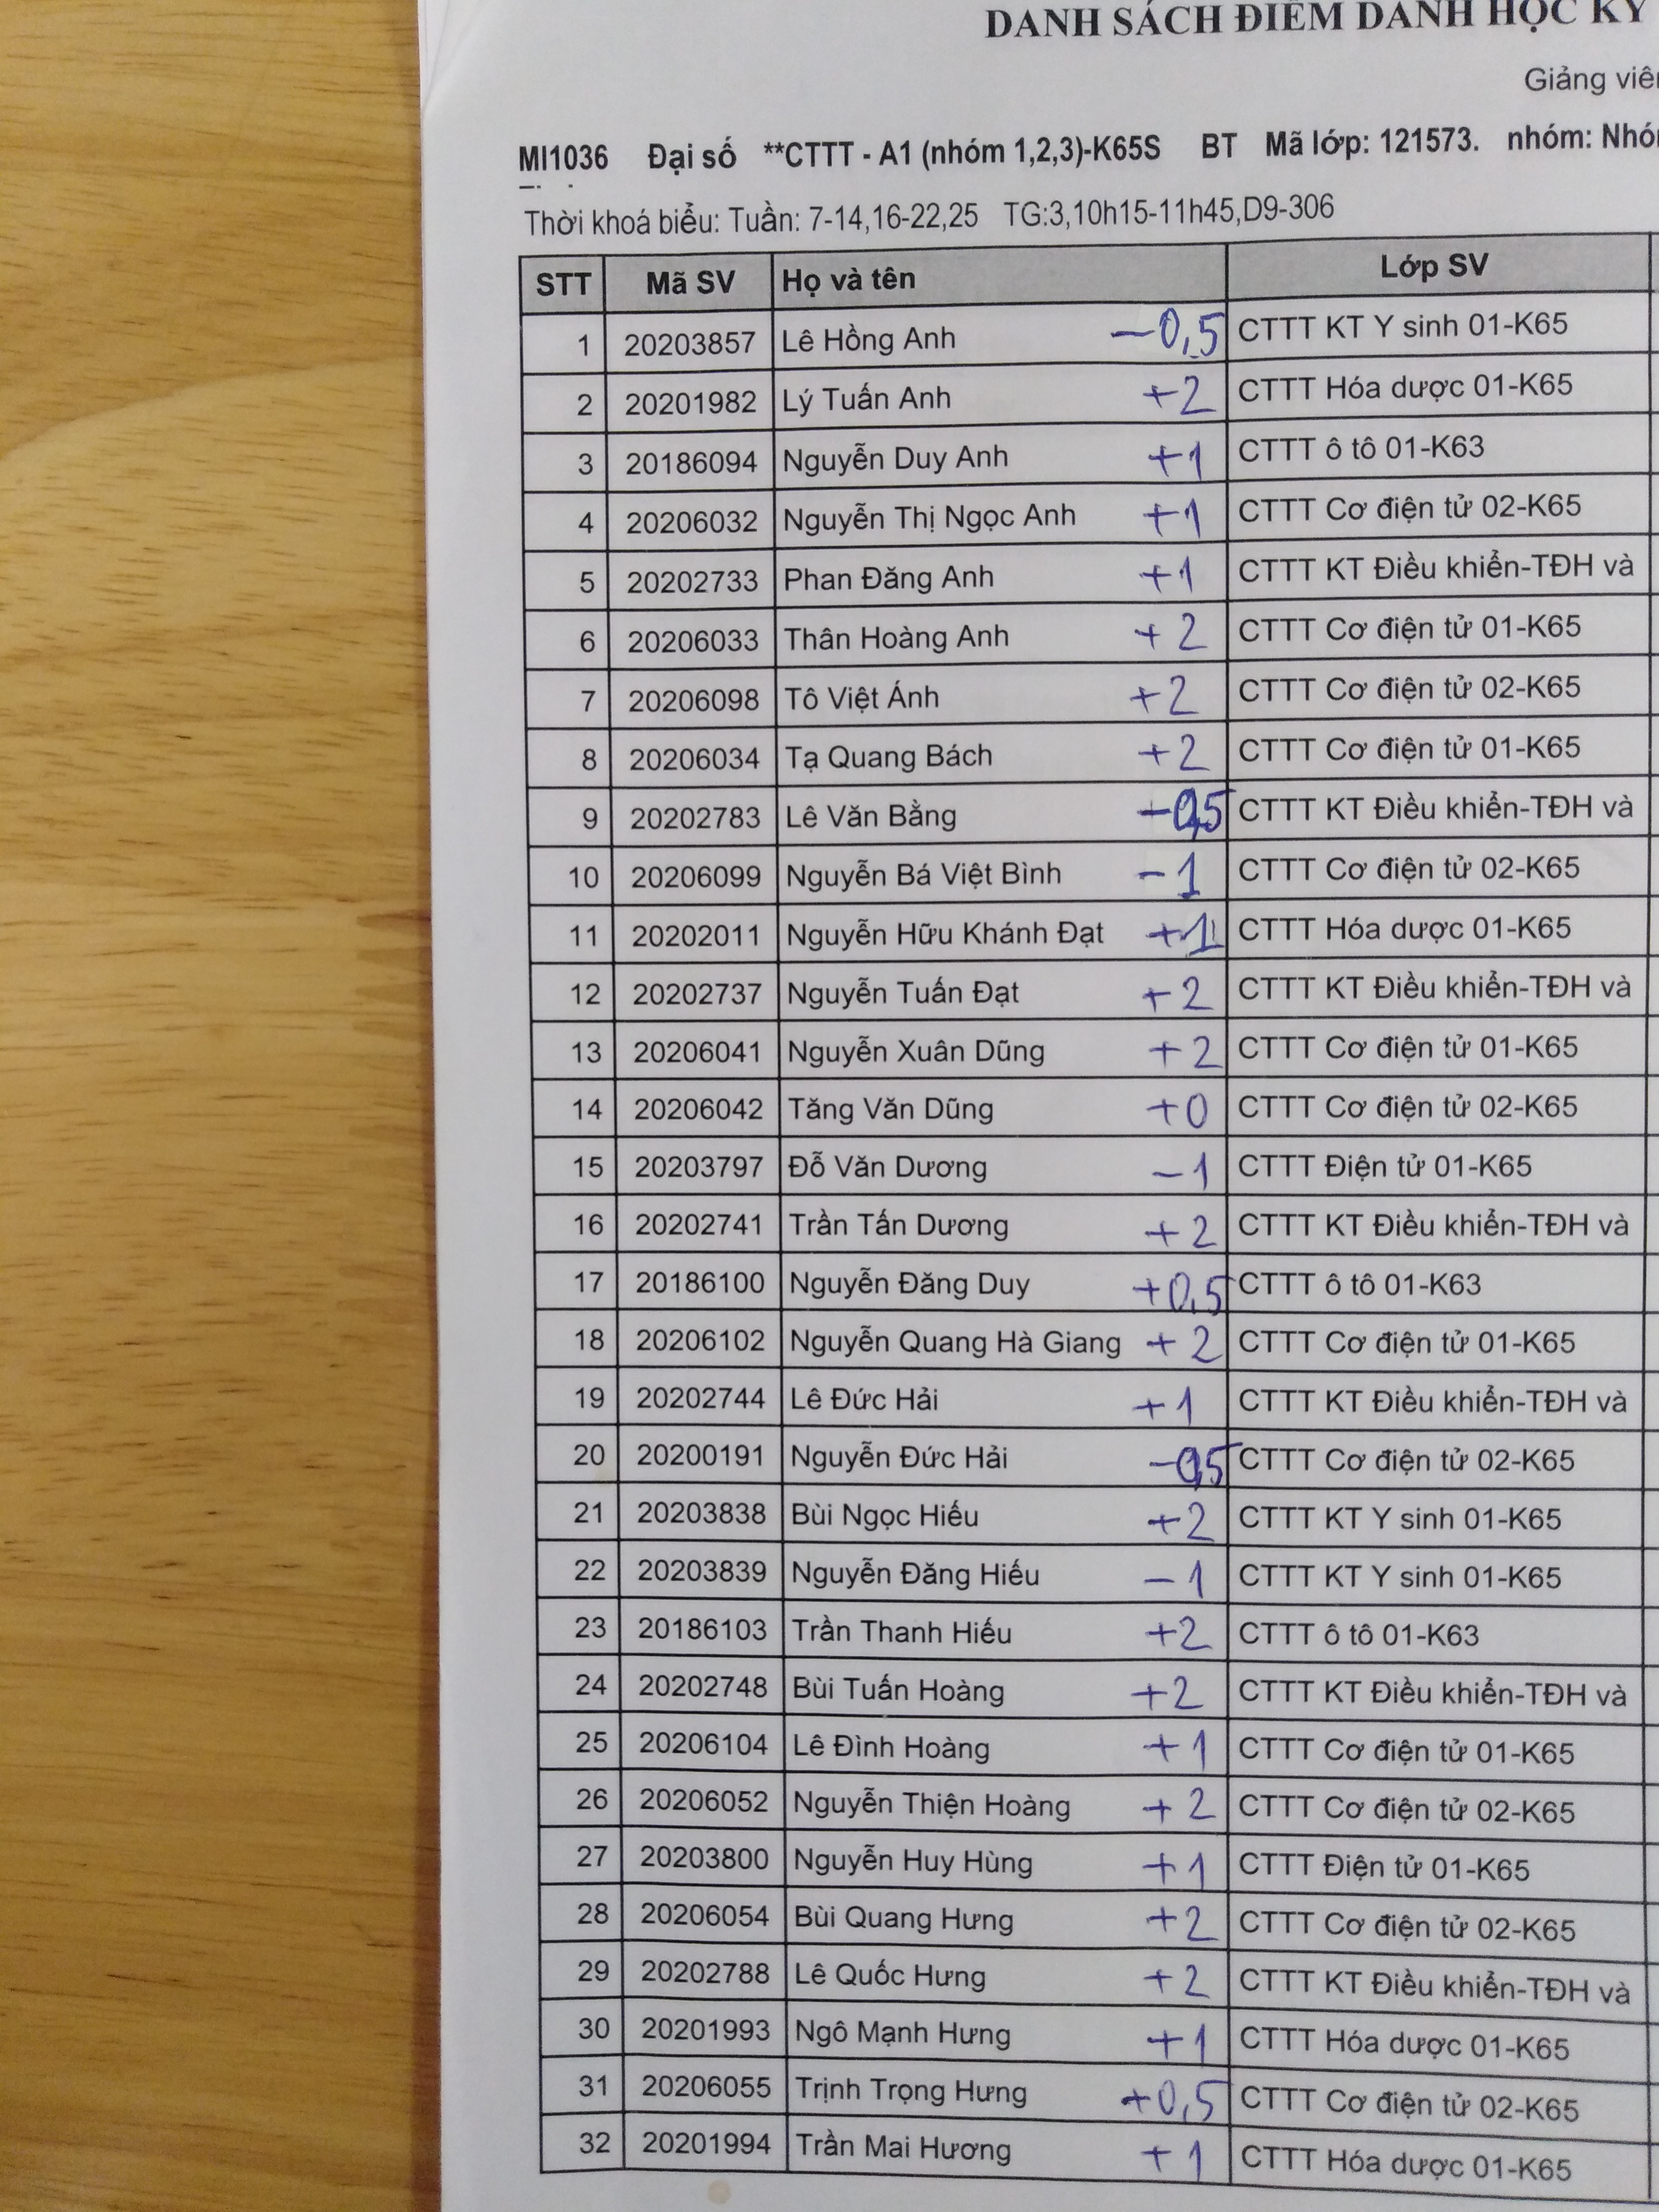 DANH SÁCH ĐIỂM DANH HỌC KỲ
Giảng viên
MI1036 Đại số **CTTT - A1 (nhóm 1,2,3)-K65S BT Mã lớp: 121573. nhóm: Nhóm
Thời khoá biểu: Tuần: 7-14,16-22,25 TG:3,10h15-11h45,D9-306
STT Mã SV Họ và tên Lớp SV
1 20203857 Lê Hồng Anh -0,5 CTTT KT Y sinh 01-K65
2 20201982 Lý Tuấn Anh +2 CTTT Hóa dược 01-K65
3 20186094 Nguyễn Duy Anh +1 CTTT ô tô 01-K63
4 20206032 Nguyễn Thị Ngọc Anh +1 CTTT Cơ điện tử 02-K65
5 20202733 Phan Đăng Anh +1 CTTT KT Điều khiển-TĐH và
6 20206033 Thân Hoàng Anh +2 CTTT Cơ điện tử 01-K65
7 20206098 Tô Việt Ánh +2 CTTT Cơ điện tử 02-K65
8 20206034 Tạ Quang Bách +2 CTTT Cơ điện tử 01-K65
9 20202783 Lê Văn Bằng -0,5 CTTT KT Điều khiển-TĐH và
10 20206099 Nguyễn Bá Việt Bình -1 CTTT Cơ điện tử 02-K65
11 20202011 Nguyễn Hữu Khánh Đạt +1 CTTT Hóa dược 01-K65
12 20202737 Nguyễn Tuấn Đạt +2 CTTT KT Điều khiển-TĐH và
13 20206041 Nguyễn Xuân Dũng +2 CTTT Cơ điện tử 01-K65
14 20206042 Tăng Văn Dũng +0 CTTT Cơ điện tử 02-K65
15 20203797 Đỗ Văn Dương -1 CTTT Điện tử 01-K65
16 20202741 Trần Tấn Dương +2 CTTT KT Điều khiển-TĐH và
17 20186100 Nguyễn Đăng Duy +0,5 CTTT ô tô 01-K63
18 20206102 Nguyễn Quang Hà Giang +2 CTTT Cơ điện tử 01-K65
19 20202744 Lê Đức Hải +1 CTTT KT Điều khiển-TĐH và
20 20200191 Nguyễn Đức Hải -0,5 CTTT Cơ điện tử 02-K65
21 20203838 Bùi Ngọc Hiếu +2 CTTT KT Y sinh 01-K65
22 20203839 Nguyễn Đăng Hiếu -1 CTTT KT Y sinh 01-K65
23 20186103 Trần Thanh Hiếu +2 CTTT ô tô 01-K63
24 20202748 Bùi Tuấn Hoàng +2 CTTT KT Điều khiển-TĐH và
25 20206104 Lê Đình Hoàng +1 CTTT Cơ điện tử 01-K65
26 20206052 Nguyễn Thiện Hoàng +2 CTTT Cơ điện tử 02-K65
27 20203800 Nguyễn Huy Hùng +1 CTTT Điện tử 01-K65
28 20206054 Bùi Quang Hưng +2 CTTT Cơ điện tử 02-K65
29 20202788 Lê Quốc Hưng +2 CTTT KT Điều khiển-TĐH và
30 20201993 Ngô Mạnh Hưng +1 CTTT Hóa dược 01-K65
31 20206055 Trịnh Trọng Hưng +0,5 CTTT Cơ điện tử 02-K65
32 20201994 Trần Mai Hương +1 CTTT Hóa dược 01-K65